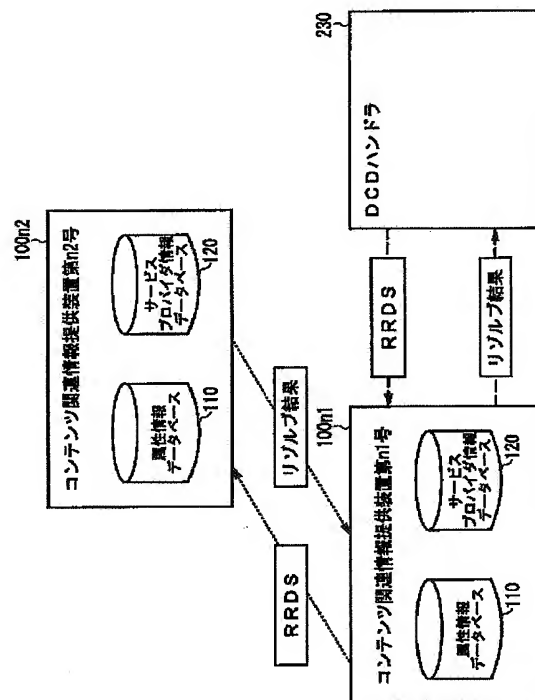 100n2
コンテンツ関連情報提供装置第n2号
属性情報
データベース
110
サービス
プロバイダ情報
データベース
120
RRDS
リゾルブ結果
100n1
コンテンツ関連情報提供装置第n1号
属性情報
データベース
110
サービス
プロバイダ情報
データベース
120
RRDS
リゾルブ結果
230
DCDハンドラ